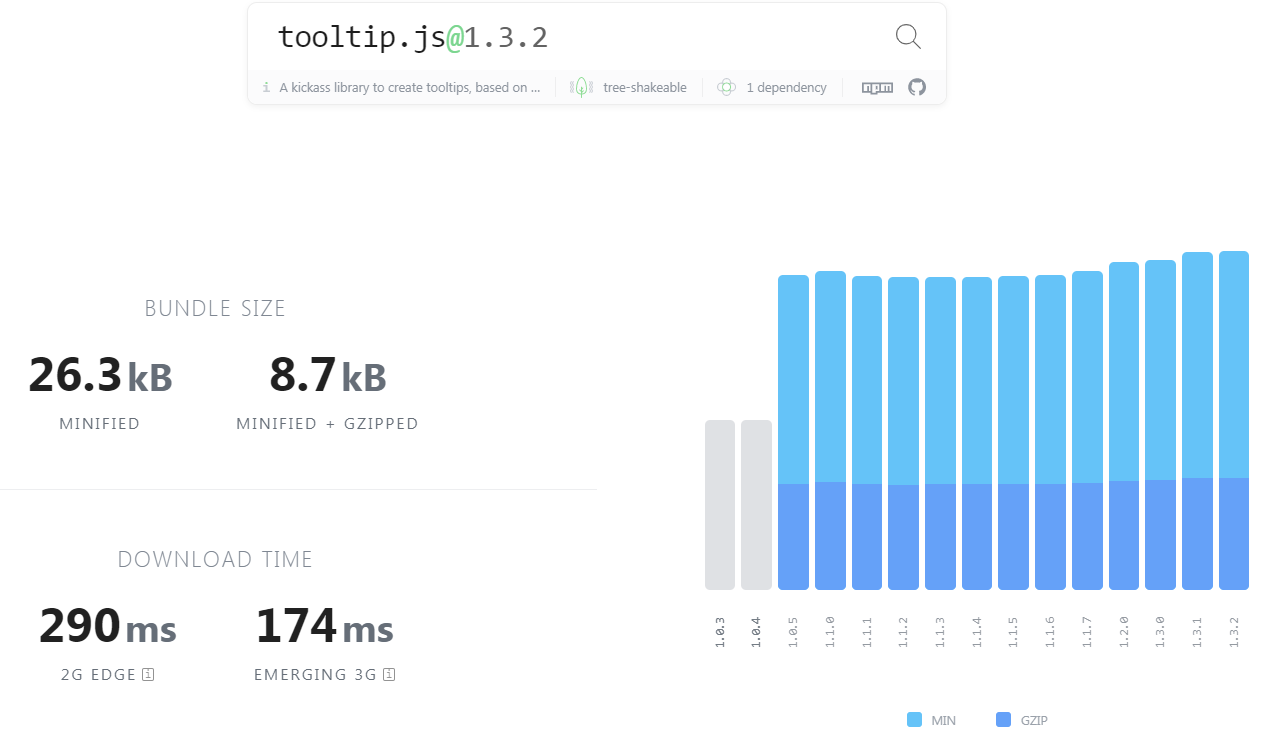 tooltip.js@1.3.2
A kickass library to create tooltips, based on ... tree-shakeable 1 dependency npm
BUNDLE SIZE
26.3 kB 8.7 kB
MINIFIED MINIFIED + GZIPPED
DOWNLOAD TIME
290 ms 174 ms
2G EDGE i EMERGING 3G i
1.0.3 1.0.4 1.0.5 1.1.0 1.1.1 1.1.2 1.1.3 1.1.4 1.1.5 1.1.6 1.1.7 1.2.0 1.3.0 1.3.1 1.3.2
MIN GZIP